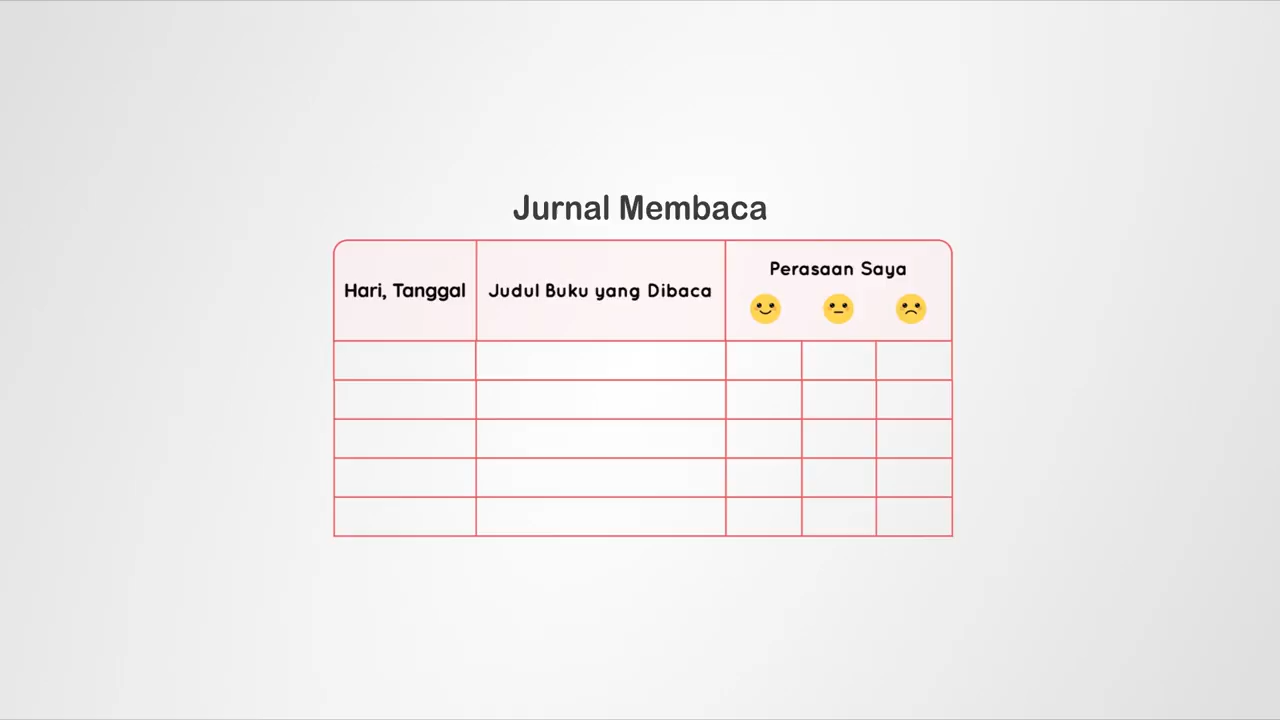 Jurnal Membaca
Hari, Tanggal
Judul Buku yang Dibaca
Perasaan Saya